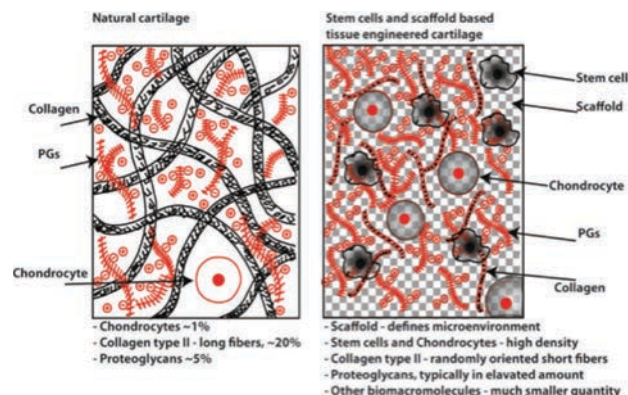 Natural cartilage
Collagen
PGs
Chondrocyte
- Chondrocytes ~1%
- Collagen type II - long fibers, ~20%
- Proteoglycans ~5%
Stem cells and scaffold based
tissue engineered cartilage
Stem cell
Scaffold
Chondrocyte
PGs
Collagen
- Scaffold - defines microenvironment
- Stem cells and Chondrocytes - high density
- Collagen type II - randomly oriented short fibers
- Proteoglycans, typically in elavated amount
- Other biomacromolecules - much smaller quantity